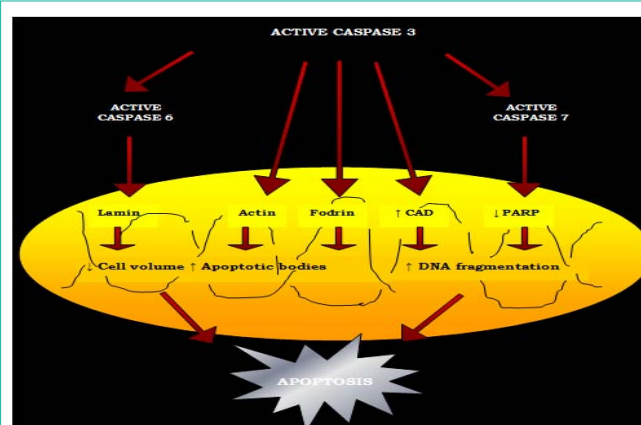 ACTIVE CASPASE 3
ACTIVE CASPASE 6
ACTIVE CASPASE 7
Lamin Actin Fodrin ↑ CAD ↓ PARP
↓ Cell volume ↑ Apoptotic bodies ↑ DNA fragmentation
APOPTOSIS